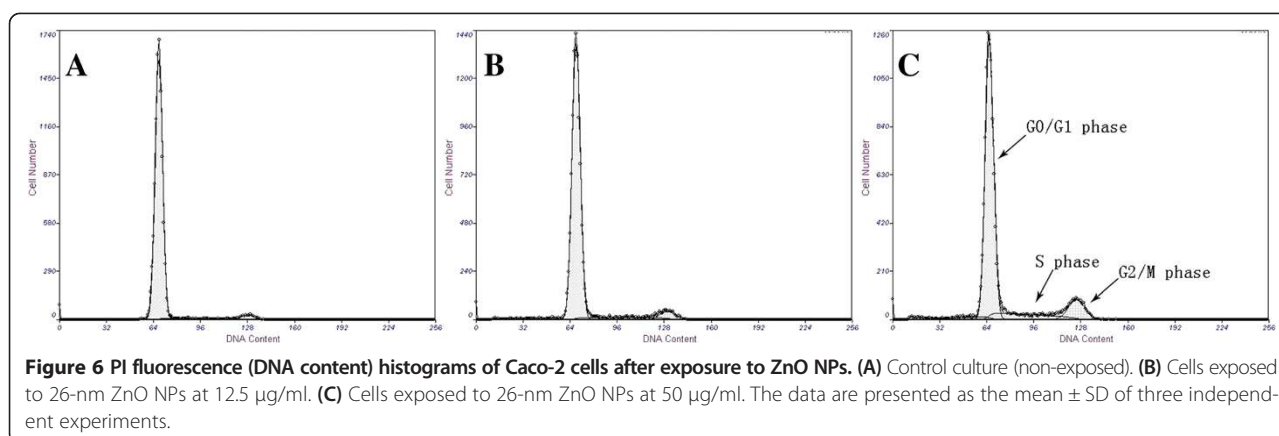 A
1740
1450
1160
870
580
290
0
Cell Number
0 32 64 96 128 160 192 224 256
DNA Content
B
1440
1200
960
720
480
240
0
Cell Number
0 32 64 96 128 160 192 224 256
DNA Content
C
1260
1050
840
630
420
210
0
Cell Number
G0/G1 phase
S phase
G2/M phase
0 32 64 96 128 160 192 224 256
DNA Content
Figure 6 PI fluorescence (DNA content) histograms of Caco-2 cells after exposure to ZnO NPs. (A) Control culture (non-exposed). (B) Cells exposed
to 26-nm ZnO NPs at 12.5 μg/ml. (C) Cells exposed to 26-nm ZnO NPs at 50 μg/ml. The data are presented as the mean ± SD of three independ-
ent experiments.